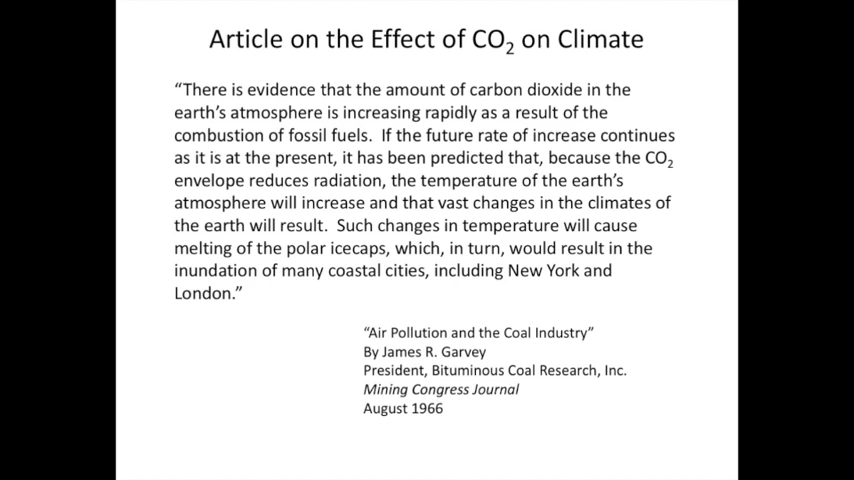 Article on the Effect of CO₂ on Climate
“There is evidence that the amount of carbon dioxide in the
earth’s atmosphere is increasing rapidly as a result of the
combustion of fossil fuels.  If the future rate of increase continues
as it is at the present, it has been predicted that, because the CO₂
envelope reduces radiation, the temperature of the earth’s
atmosphere will increase and that vast changes in the climates of
the earth will result.  Such changes in temperature will cause
melting of the polar icecaps, which, in turn, would result in the
inundation of many coastal cities, including New York and
London.”
“Air Pollution and the Coal Industry”
By James R. Garvey
President, Bituminous Coal Research, Inc.
Mining Congress Journal
August 1966